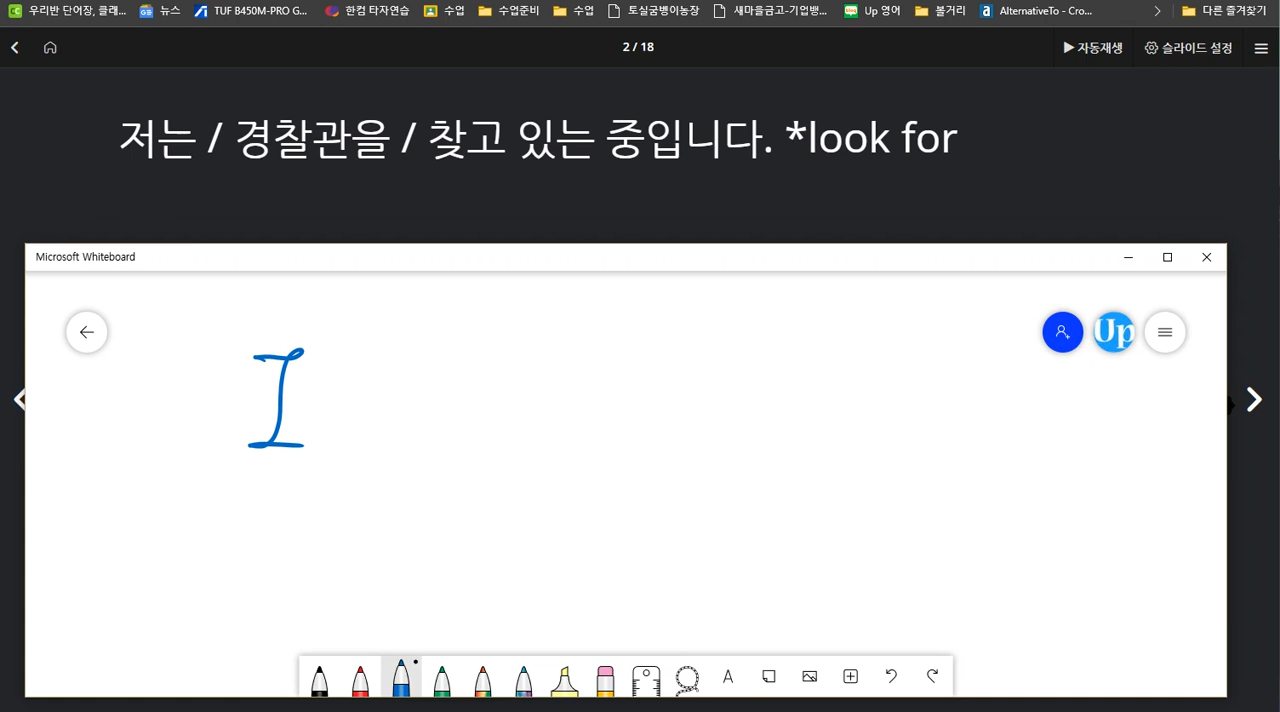 우리반 단어장, 클래... 뉴스 TUF B450M-PRO G... 한컴 타자연습 수업 수업준비 수업 토실굼벵이농장 새마을금고-기업뱅... Up 영어 볼거리 AlternativeTo - Cro... 다른 즐겨찾기
2 / 18 자동재생 슬라이드 설정
저는 / 경찰관을 / 찾고 있는 중입니다. *look for
Microsoft Whiteboard
Up
I
A